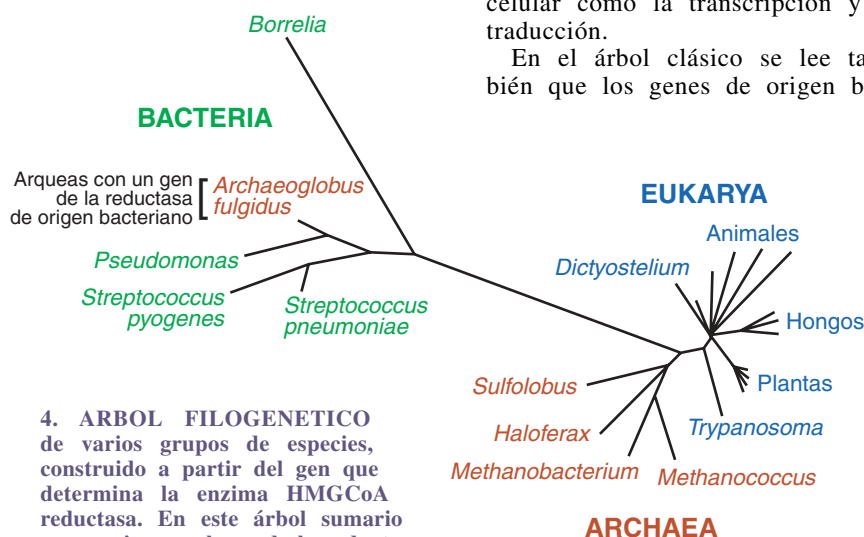 celular como la transcripción y
traducción.
En el árbol clásico se lee ta
bién que los genes de origen b
Borrelia
BACTERIA
Arqueas con un gen
de la reductasa
de origen bacteriano
Archaeoglobus
fulgidus
Pseudomonas
Streptococcus
pyogenes
Streptococcus
pneumoniae
EUKARYA
Animales
Dictyostelium
Hongos
Plantas
Trypanosoma
Sulfolobus
Haloferax
Methanobacterium
Methanococcus
ARCHAEA
4. ARBOL FILOGENETICO
de varios grupos de especies,
construido a partir del gen que
determina la enzima HMGCoA
reductasa. En este árbol sumario